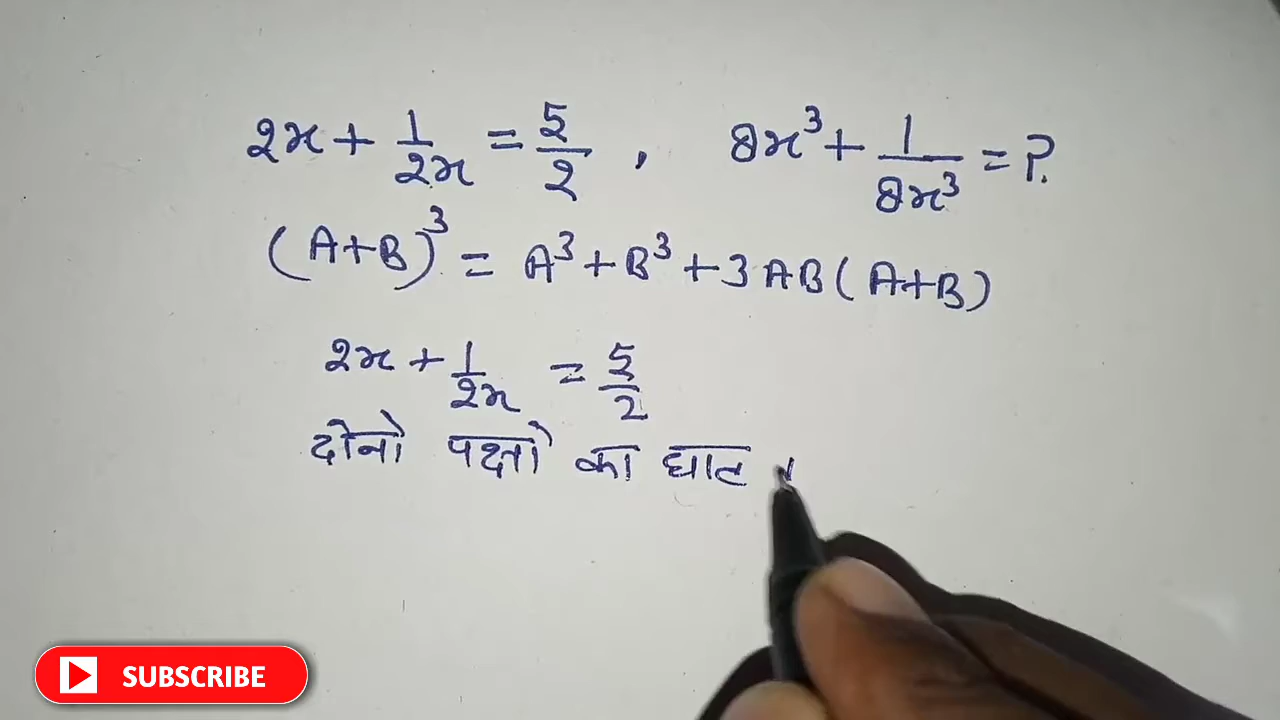 2x + 1/2x = 5/2 , 8x³ + 1/8x³ = ?
(A+B)³ = A³ + B³ + 3AB(A+B)
2x + 1/2x = 5/2
दोनो पक्षो का घात
SUBSCRIBE